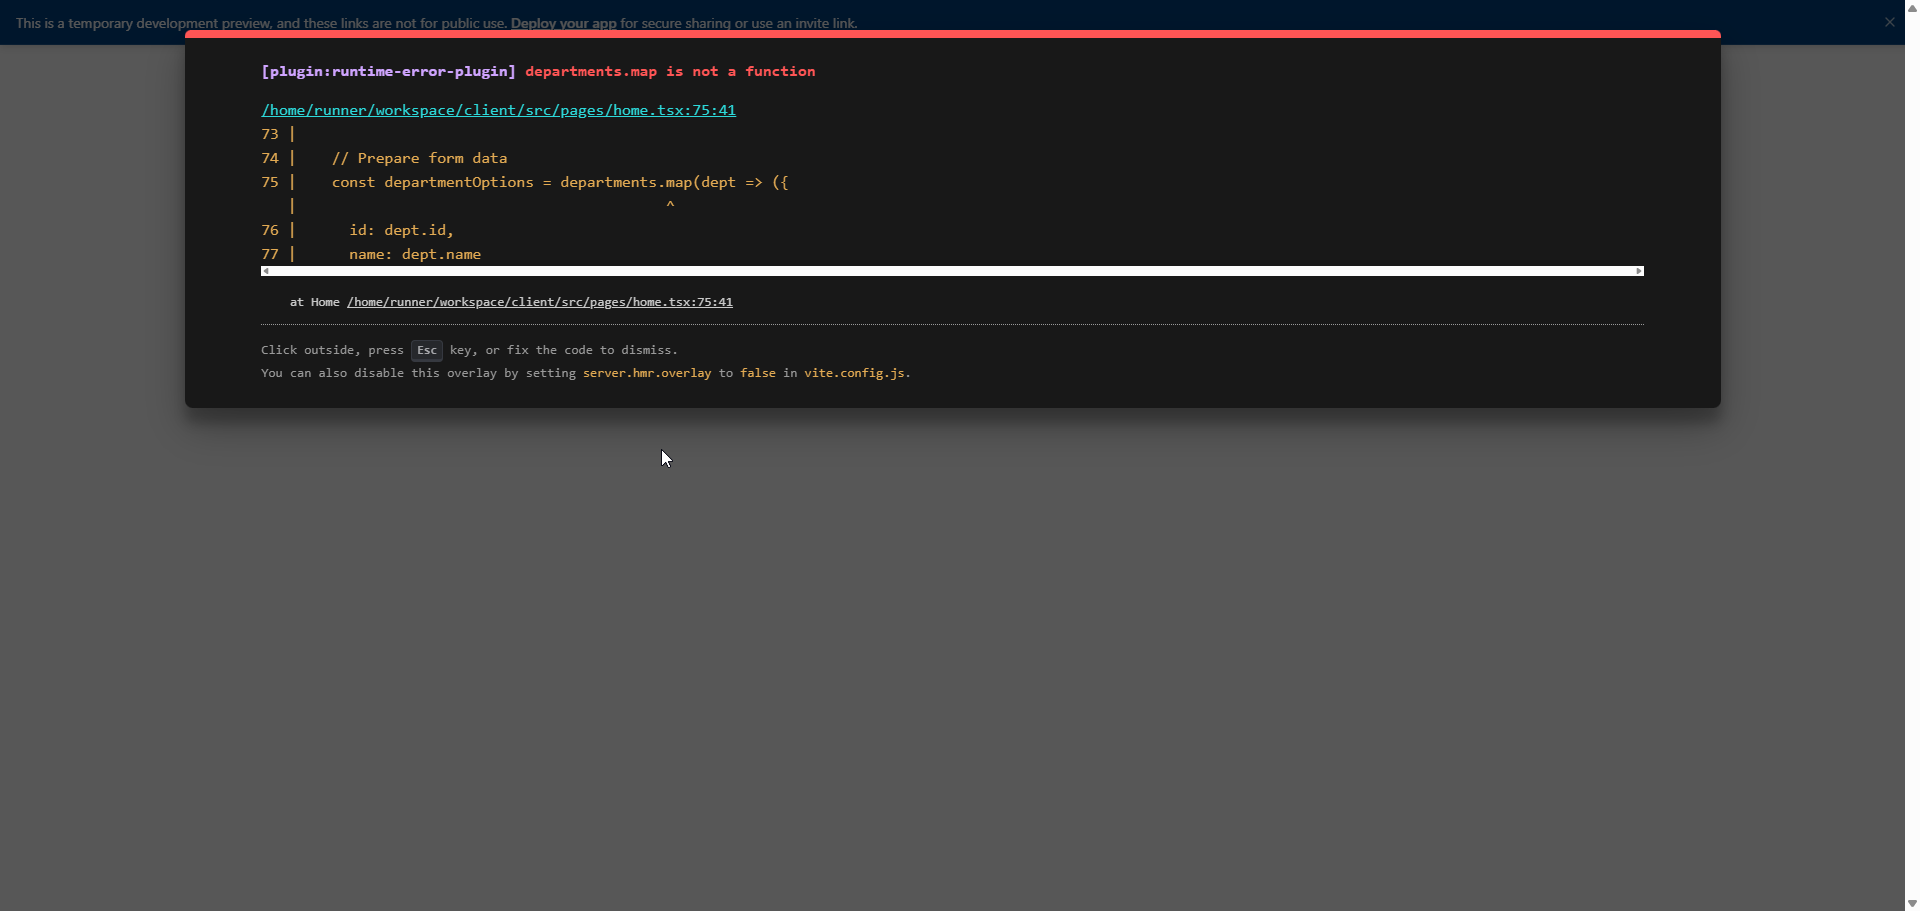 This is a temporary development preview, and these links are not for public use. Deploy your app for secure sharing or use an invite link.
[plugin:runtime-error-plugin] departments.map is not a function
/home/runner/workspace/client/src/pages/home.tsx:75:41
73 |
74 |    // Prepare form data
75 |    const departmentOptions = departments.map(dept => ({
   |                                          ^
76 |      id: dept.id,
77 |      name: dept.name
at Home /home/runner/workspace/client/src/pages/home.tsx:75:41
Click outside, press Esc key, or fix the code to dismiss.
You can also disable this overlay by setting server.hmr.overlay to false in vite.config.js.